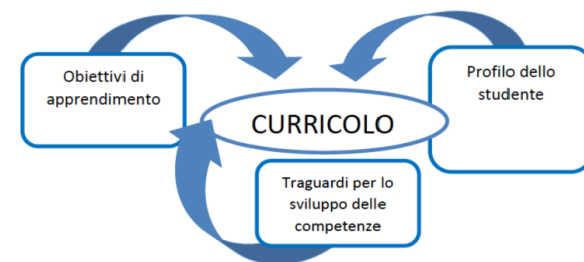 Obiettivi di
apprendimento
Profilo dello
studente
CURRICOLO
Traguardi per lo
sviluppo delle
competenze